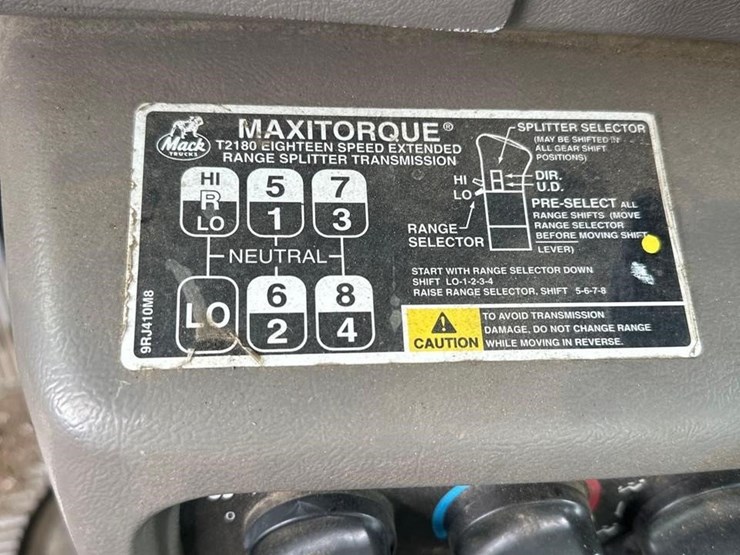 MAXITORQUE®
Mack
TRUCKS
T2180 EIGHTEEN SPEED EXTENDED
RANGE SPLITTER TRANSMISSION
HI 5 7
R
LO 1 3
NEUTRAL
LO 6 8
2 4
9RJ410M8
SPLITTER SELECTOR
(MAY BE SHIFTED IN
ALL GEAR SHIFT
POSITIONS)
HI
LO
DIR.
U.D.
RANGE
SELECTOR
PRE-SELECT ALL
RANGE SHIFTS (MOVE
RANGE SELECTOR
BEFORE MOVING SHIFT
LEVER)
START WITH RANGE SELECTOR DOWN
SHIFT LO-1-2-3-4
RAISE RANGE SELECTOR, SHIFT 5-6-7-8
CAUTION
TO AVOID TRANSMISSION
DAMAGE, DO NOT CHANGE RANGE
WHILE MOVING IN REVERSE.